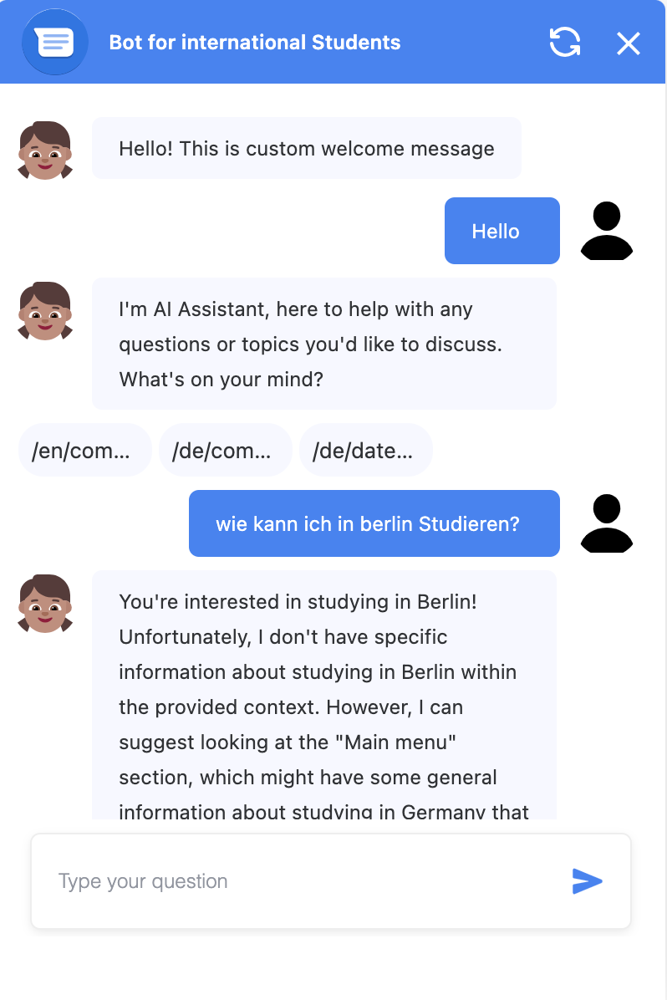 Bot for international Students
Hello! This is custom welcome message
Hello
I'm AI Assistant, here to help with any
questions or topics you'd like to discuss.
What's on your mind?
/en/com... /de/com... /de/date...
wie kann ich in berlin Studieren?
You're interested in studying in Berlin!
Unfortunately, I don't have specific
information about studying in Berlin within
the provided context. However, I can
suggest looking at the "Main menu"
section, which might have some general
information about studying in Germany that
Type your question